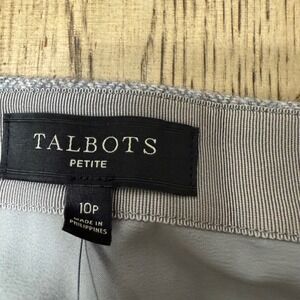 TALBOTS
PETITE
10P
MADE IN
PHILIPPINES